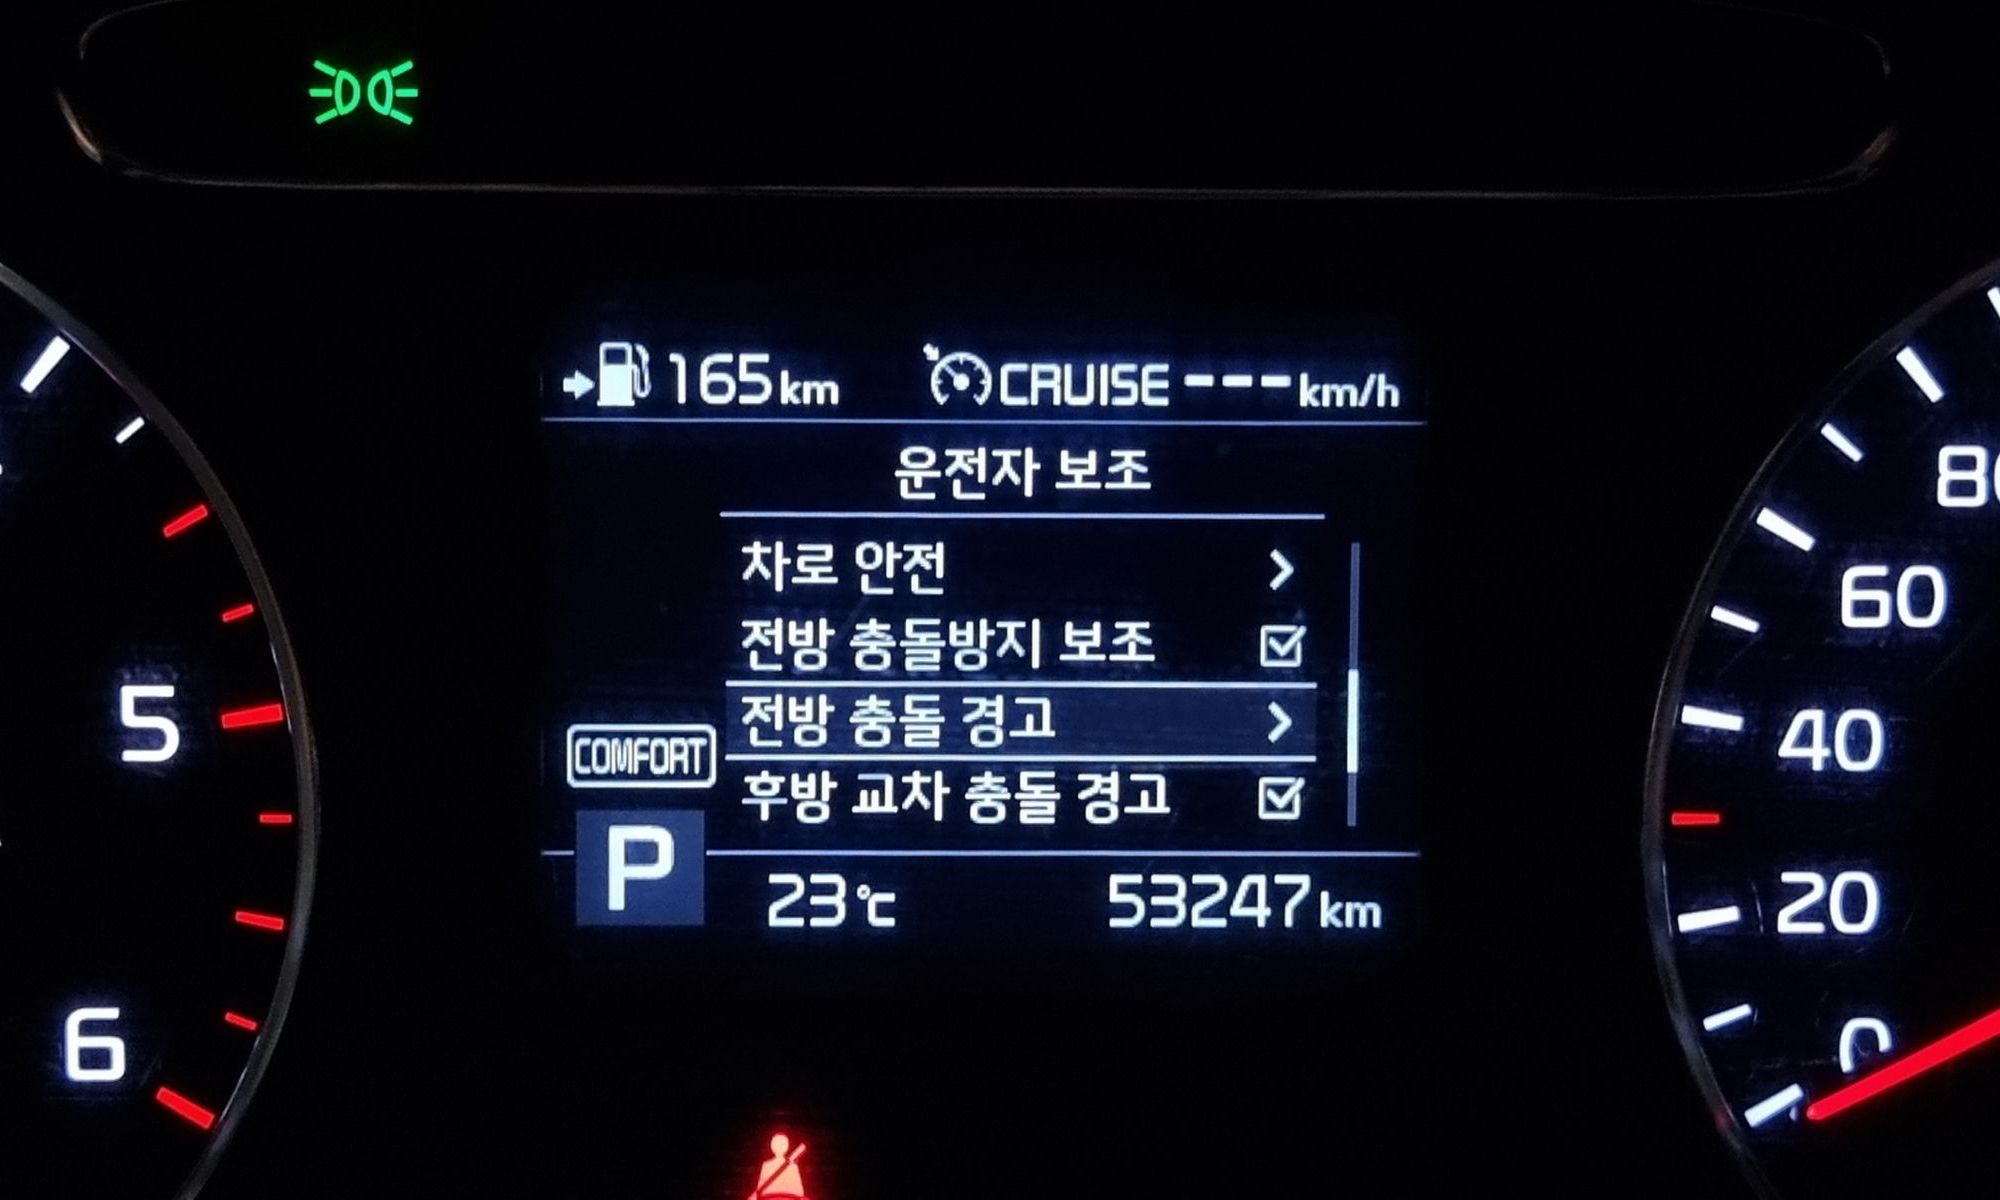 165km CRUISE ---km/h
운전자 보조
차로 안전
전방 충돌방지 보조
전방 충돌 경고
후방 교차 충돌 경고
COMFORT
P
23℃ 53247km
5
6
80
60
40
20
0